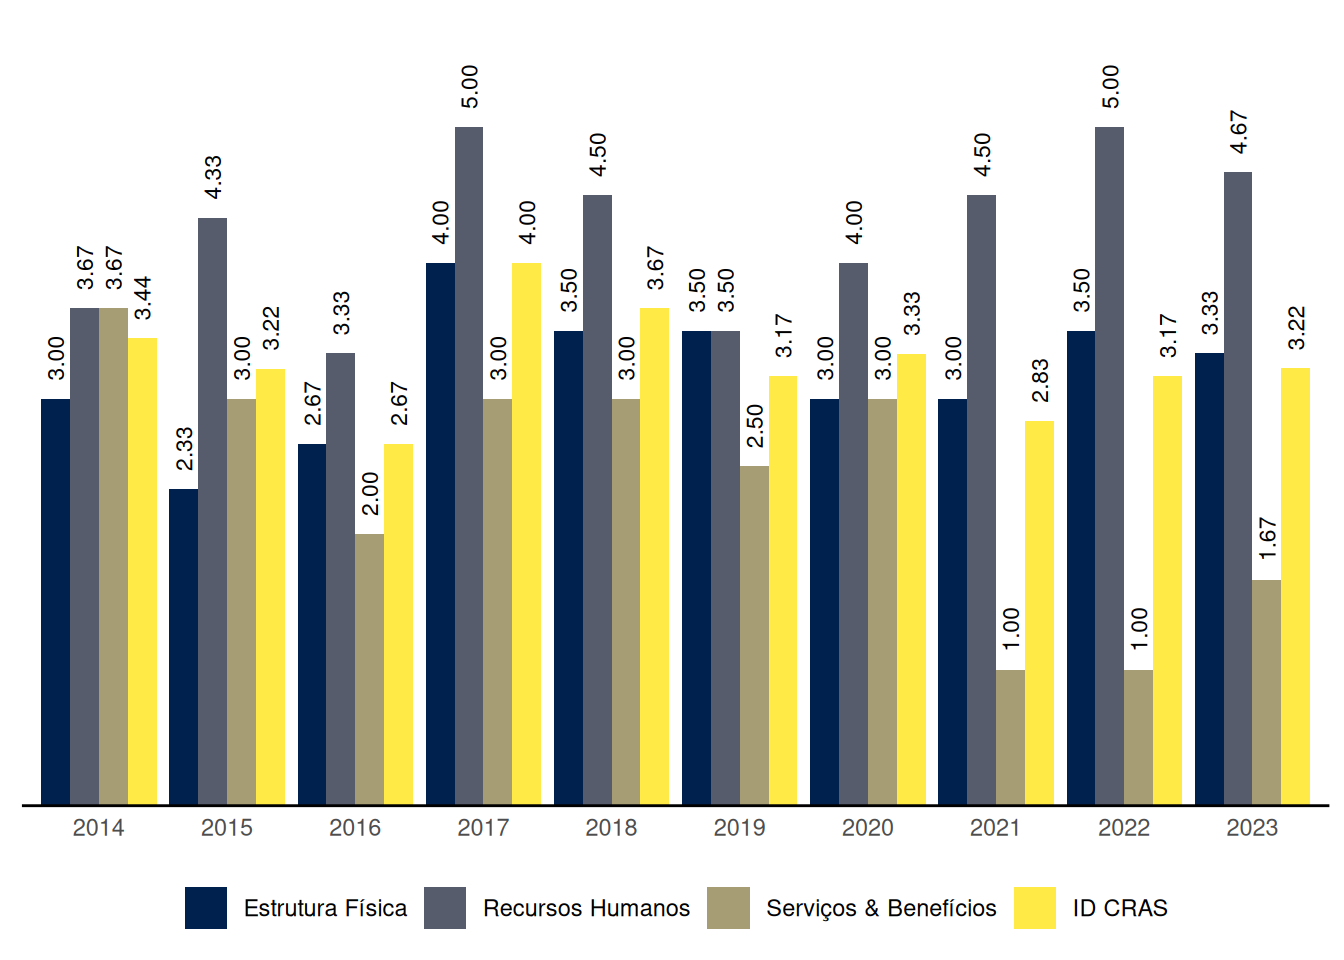 3.00 3.67 3.67 3.44 2.33 4.33 3.00 3.22 2.67 3.33 2.00 2.67 4.00 5.00 3.00 4.00 3.50 4.50 3.00 3.67 3.50 3.50 2.50 3.17 3.00 4.00 3.00 3.33 3.00 4.50 1.00 2.83 3.50 5.00 1.00 3.17 3.33 4.67 1.67 3.22
2014 2015 2016 2017 2018 2019 2020 2021 2022 2023
Estrutura Física Recursos Humanos Serviços & Benefícios ID CRAS